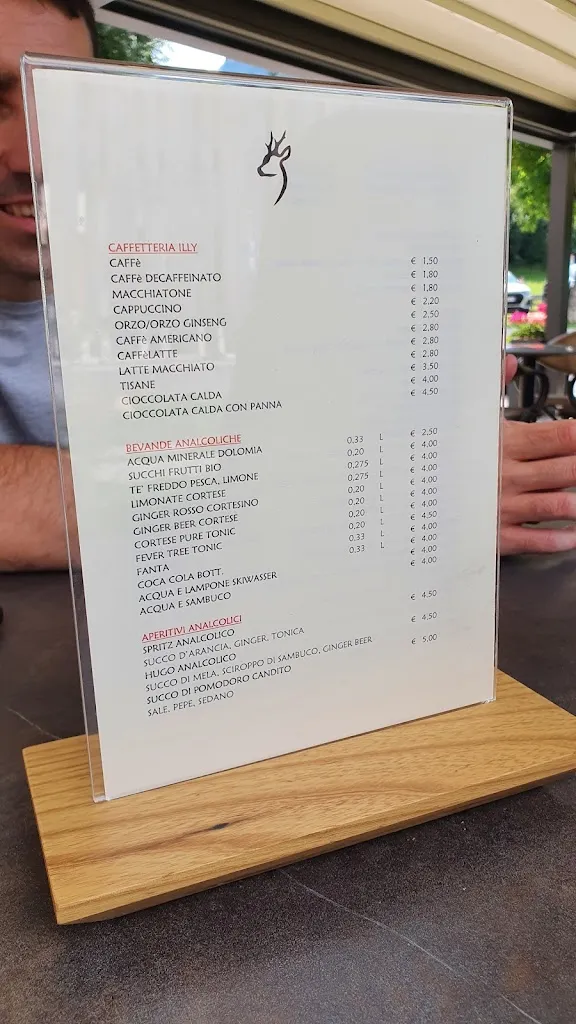 CAFFETTERIA ILLY
CAFFè € 1,50
CAFFè DECAFFEINATO € 1,80
MACCHIATONE € 1,80
CAPPUCCINO € 2,20
ORZO/ORZO GINSENG € 2,50
CAFFè AMERICANO € 2,80
CAFFèLATTE € 2,80
LATTE MACCHIATO € 2,80
TISANE € 3,50
CIOCCOLATA CALDA € 4,00
CIOCCOLATA CALDA CON PANNA € 4,50
BEVANDE ANALCOLICHE
ACQUA MINERALE DOLOMIA 0,33 L € 2,50
SUCCHI FRUTTI BIO 0,20 L € 4,00
TE' FREDDO PESCA, LIMONE 0,275 L € 4,00
LIMONATE CORTESE 0,275 L € 4,00
GINGER ROSSO CORTESINO 0,20 L € 4,00
GINGER BEER CORTESE 0,20 L € 4,00
CORTESE PURE TONIC 0,20 L € 4,00
FEVER TREE TONIC 0,20 L € 4,50
FANTA 0,33 L € 4,00
COCA COLA BOTT. 0,33 L € 4,00
ACQUA E LAMPONE SKIWASSER € 4,00
ACQUA E SAMBUCO € 4,00
APERITIVI ANALCOLICI
SPRITZ ANALCOLICO € 4,50
SUCCO D'ARANCIA, GINGER, TONICA
HUGO ANALCOLICO € 4,50
SUCCO DI MELA, SCIROPPO DI SAMBUCO, GINGER BEER
SUCCO DI POMODORO CANDITO € 5,00
SALE, PEPE, SEDANO